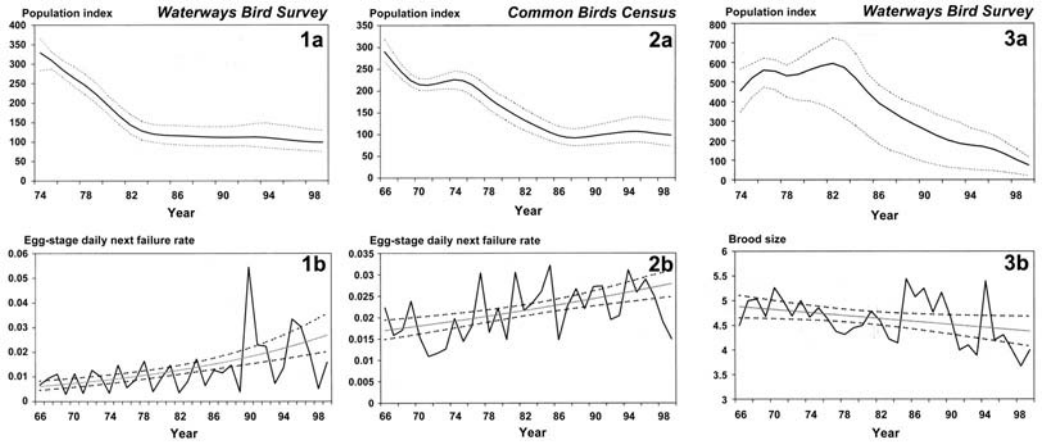 Population index Waterways Bird Survey
1a
400
350
300
250
200
150
100
50
0
74 78 82 86 90 94 98
Year
Population index Common Birds Census
2a
350
300
250
200
150
100
50
0
66 70 74 78 82 86 90 94 98
Year
Population index Waterways Bird Survey
3a
800
700
600
500
400
300
200
100
0
74 78 82 86 90 94 98
Year
Egg-stage daily next failure rate
1b
0.06
0.05
0.04
0.03
0.02
0.01
0
66 70 74 78 82 86 90 94 98
Year
Egg-stage daily next failure rate
2b
0.035
0.03
0.025
0.02
0.015
0.01
0.005
0
66 70 74 78 82 86 90 94 98
Year
Brood size
3b
6
5.5
5
4.5
4
3.5
3
66 70 74 78 82 86 90 94 98
Year